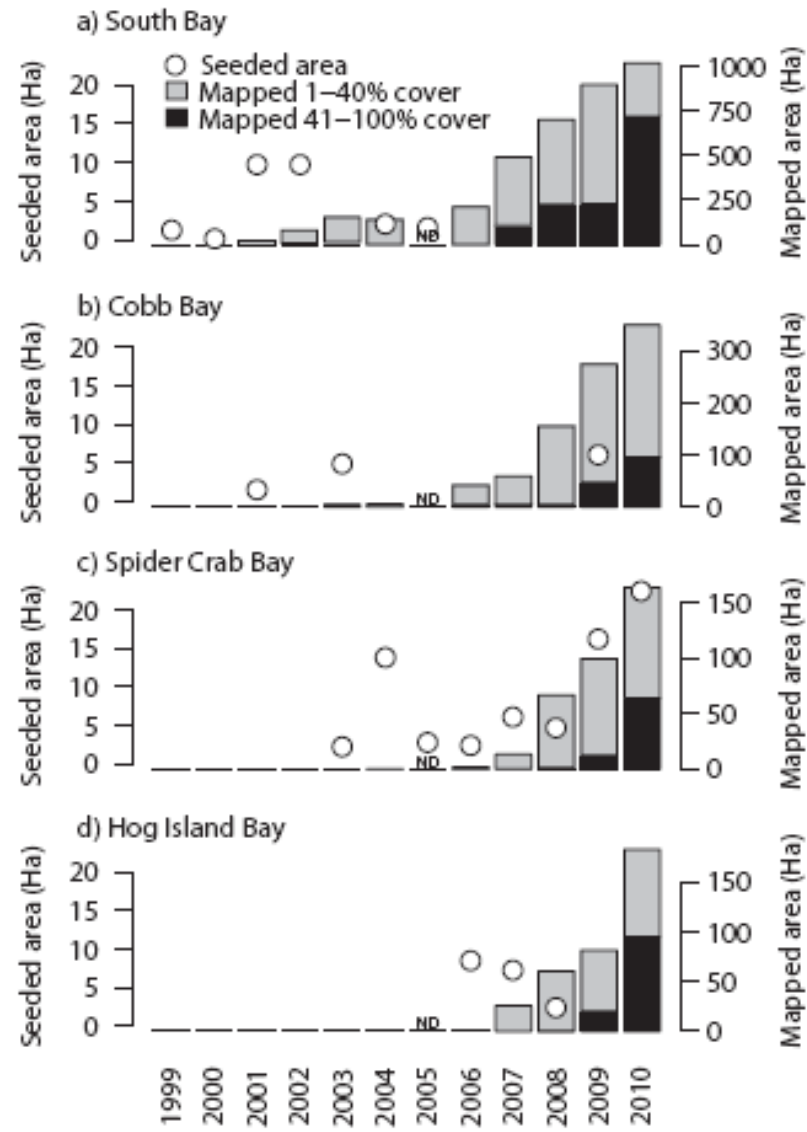 a) South Bay
Seeded area
Mapped 1–40% cover
Mapped 41–100% cover
Seeded area (Ha)
20
15
10
5
0
ND
1000
750
500
250
0
Mapped area (Ha)
b) Cobb Bay
Seeded area (Ha)
20
15
10
5
0
ND
300
200
100
0
Mapped area (Ha)
c) Spider Crab Bay
Seeded area (Ha)
20
15
10
5
0
ND
150
100
50
0
Mapped area (Ha)
d) Hog Island Bay
Seeded area (Ha)
20
15
10
5
0
ND
150
100
50
0
Mapped area (Ha)
1999
2000
2001
2002
2003
2004
2005
2006
2007
2008
2009
2010